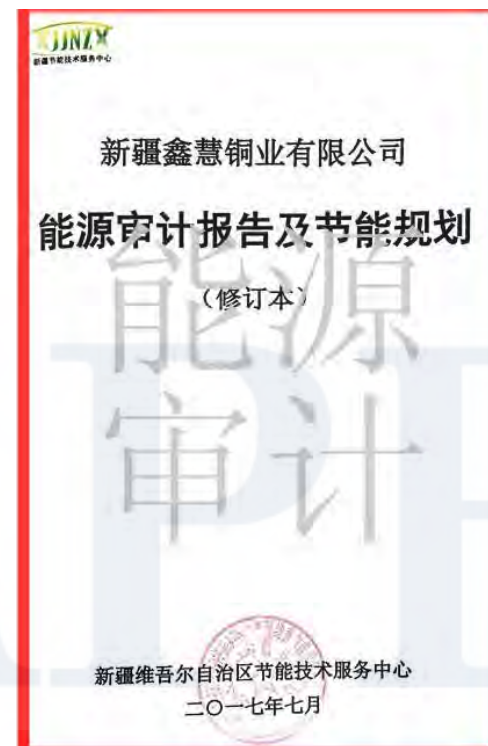 XJJNZX
新疆节能技术服务中心
新疆鑫慧铜业有限公司
能源审计报告及节能规划
（修订本）
能源
审计
新疆维吾尔自治区节能技术服务中心
二〇一七年七月